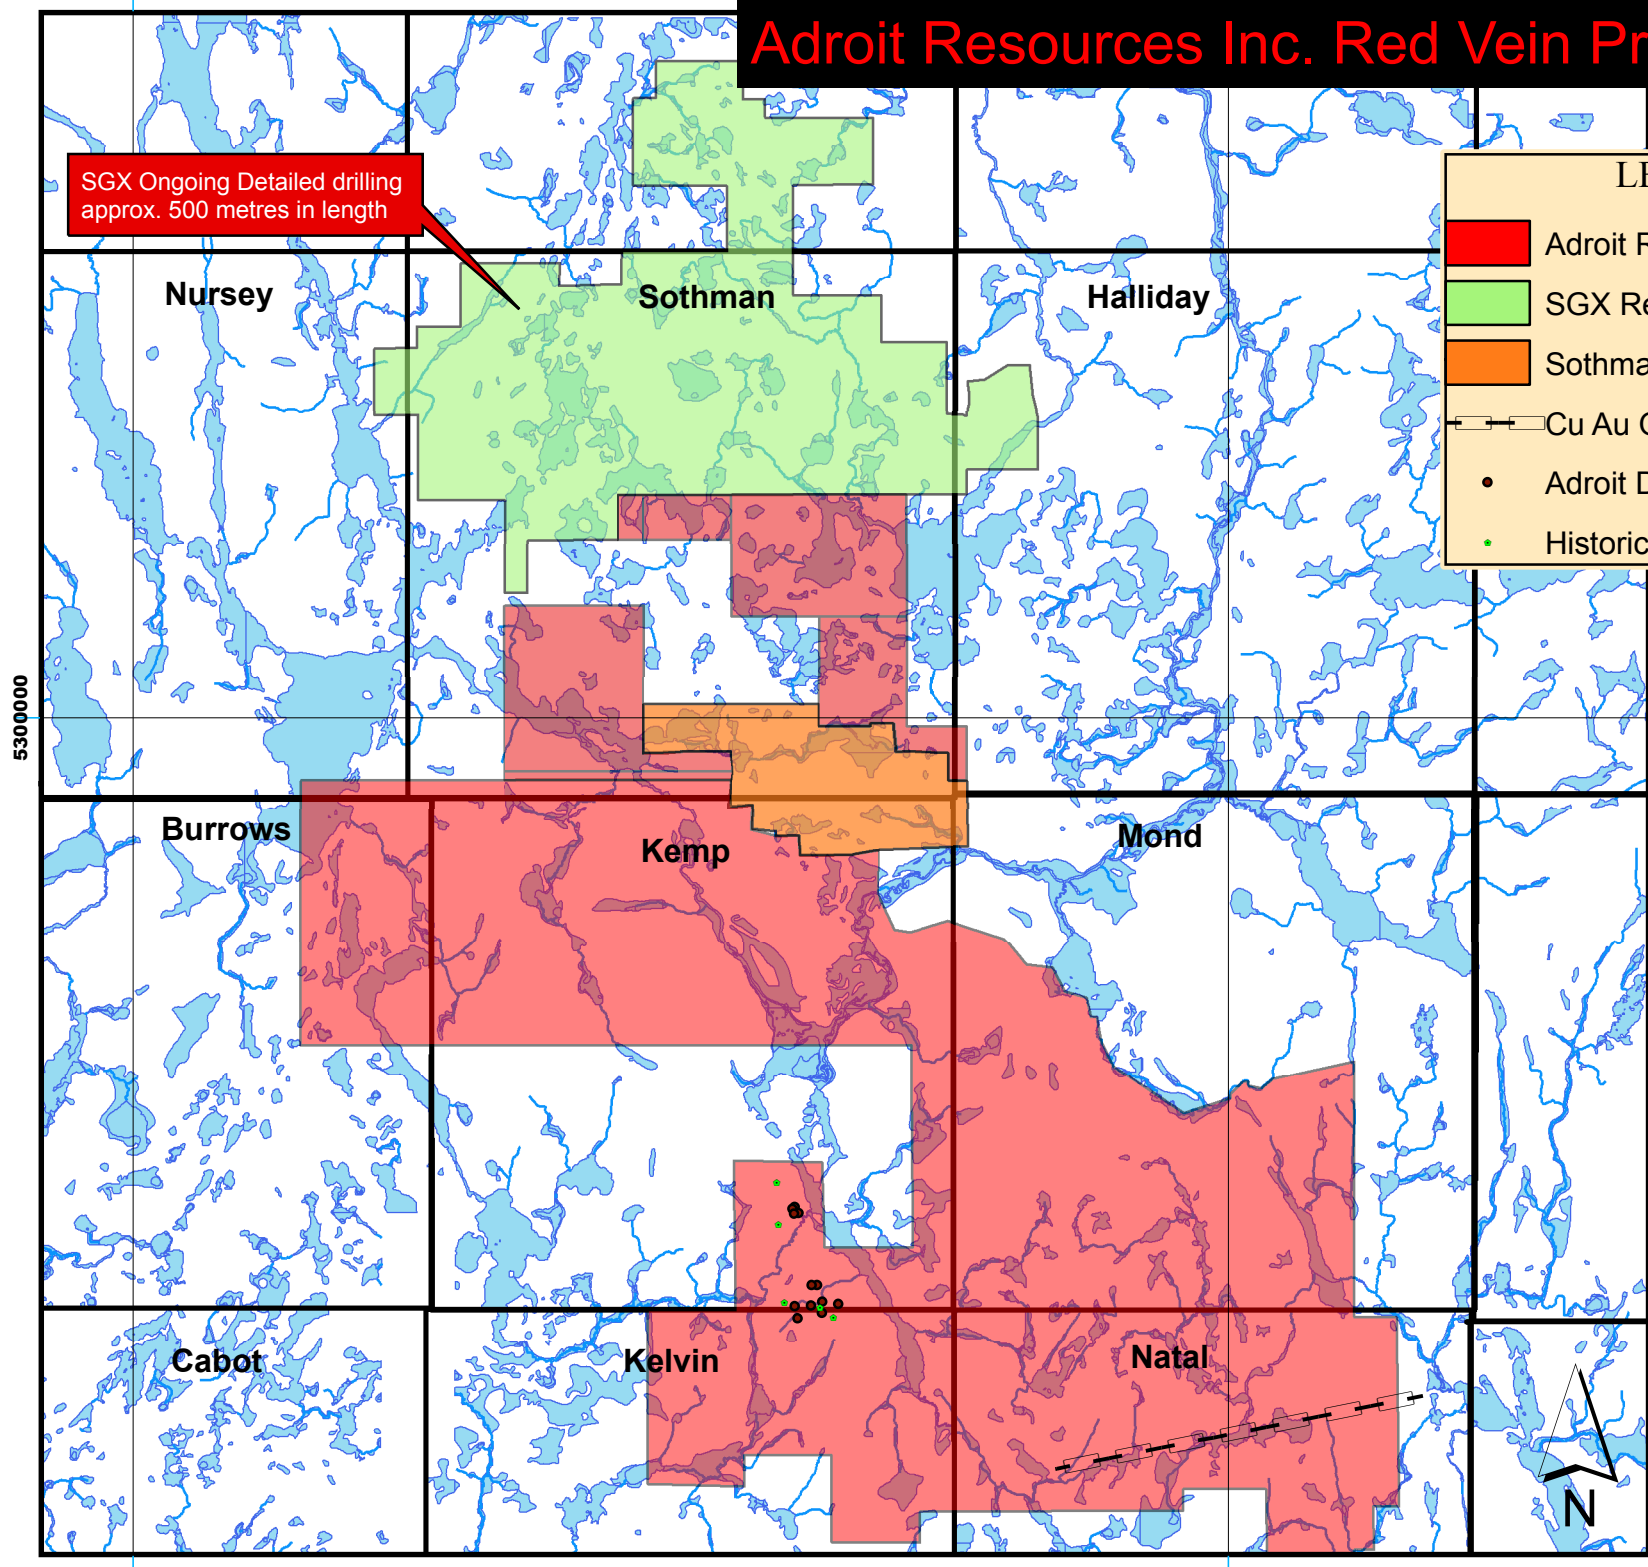 Adroit Resources Inc. Red Vein Pr
SGX Ongoing Detailed drilling
approx. 500 metres in length
LE
Adroit R
SGX Re
Sothma
Cu Au
Adroit D
Historic
Nursey
Sothman
Halliday
5300000
Burrows
Kemp
Mond
Cabot
Kelvin
Natal
N